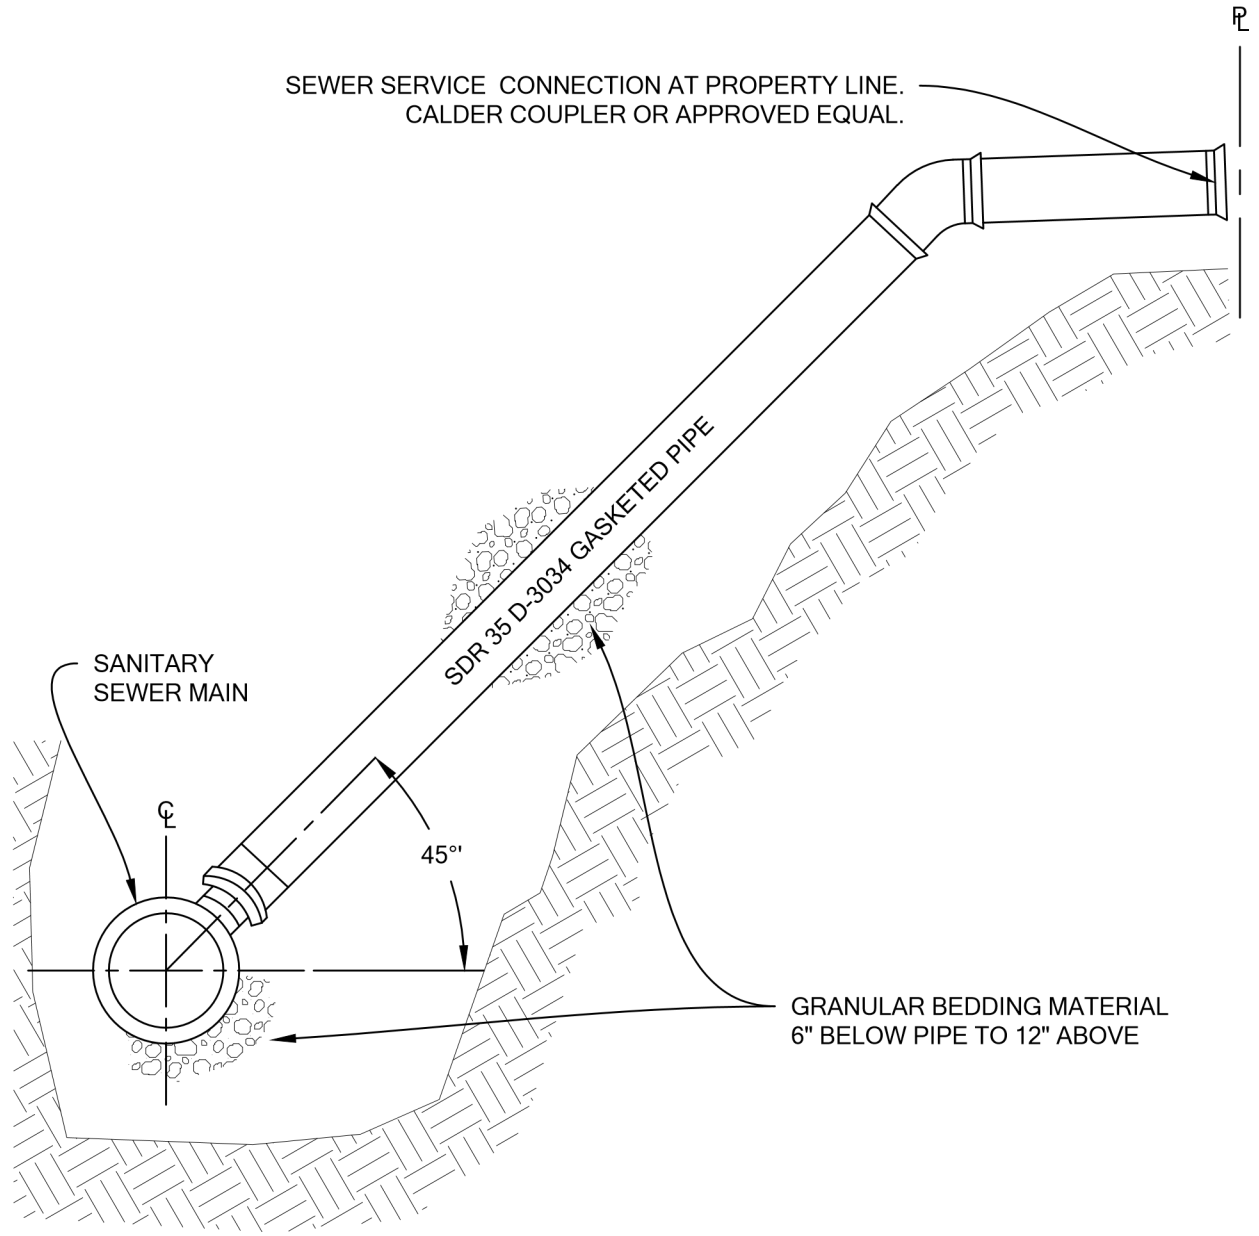 PL
SEWER SERVICE CONNECTION AT PROPERTY LINE.
CALDER COUPLER OR APPROVED EQUAL.
SDR 35 D-3034 GASKETED PIPE
SANITARY
SEWER MAIN
CL
45°'
GRANULAR BEDDING MATERIAL
6" BELOW PIPE TO 12" ABOVE